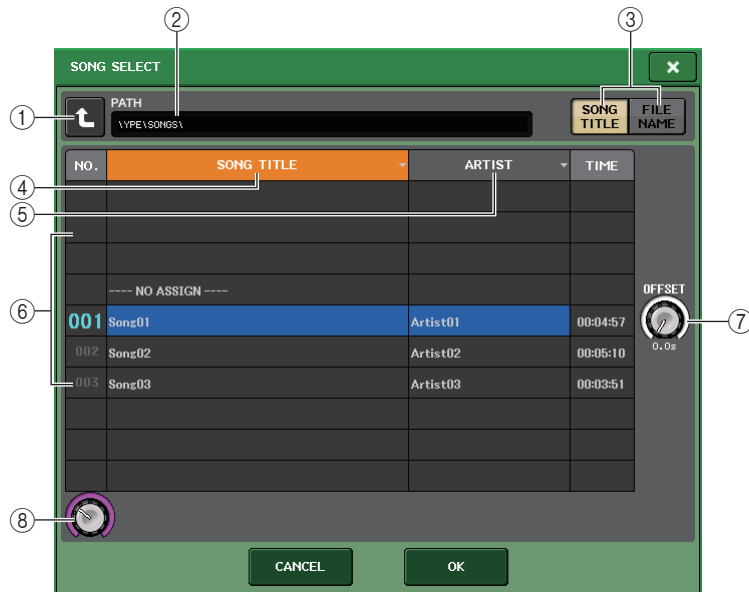 ②
③
SONG SELECT
×
①
PATH
\YPE\SONGS\
SONG TITLE
FILE NAME
NO.
SONG TITLE
ARTIST
TIME
④
⑤
---- NO ASSIGN ----
OFFSET
⑥
001 Song01 Artist01 00:04:57
⑦
0.0s
002 Song02 Artist02 00:05:10
003 Song03 Artist03 00:03:51
⑧
CANCEL
OK